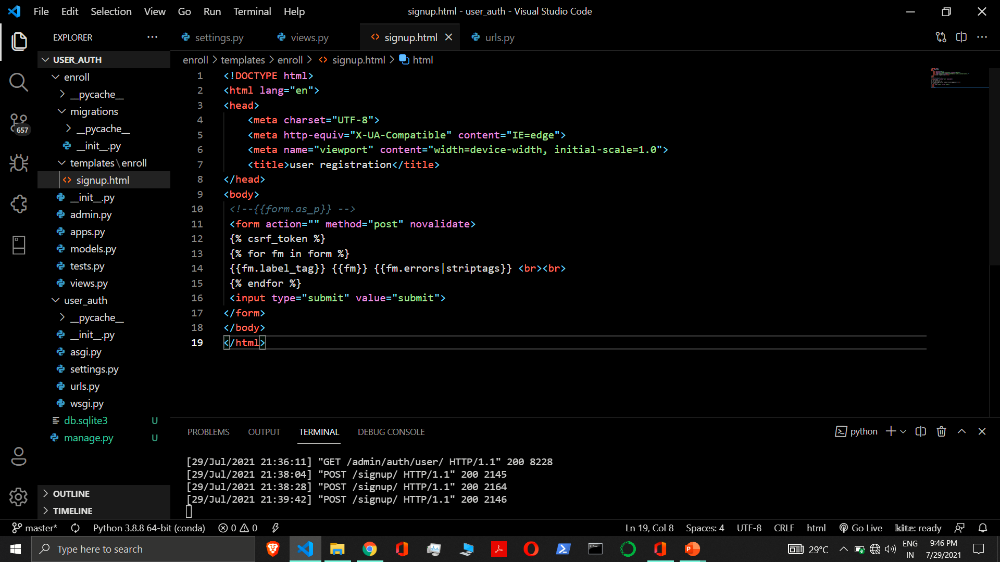 File Edit Selection View Go Run Terminal Help
signup.html - user_auth - Visual Studio Code
EXPLORER
settings.py
views.py
signup.html
urls.py
USER_AUTH
enroll > templates > enroll > signup.html > html
enroll
__pycache__
migrations
__pycache__
__init__.py
templates\enroll
signup.html
__init__.py
admin.py
apps.py
models.py
tests.py
views.py
user_auth
__pycache__
__init__.py
asgi.py
settings.py
urls.py
wsgi.py
db.sqlite3 U
manage.py U
OUTLINE
TIMELINE
657
1 <!DOCTYPE html>
2 <html lang="en">
3 <head>
4     <meta charset="UTF-8">
5     <meta http-equiv="X-UA-Compatible" content="IE=edge">
6     <meta name="viewport" content="width=device-width, initial-scale=1.0">
7     <title>user registration</title>
8 </head>
9 <body>
10 <!--{{form.as_p}} -->
11 <form action="" method="post" novalidate>
12 {% csrf_token %}
13 {% for fm in form %}
14 {{fm.label_tag}} {{fm}} {{fm.errors|striptags}} <br><br>
15 {% endfor %}
16 <input type="submit" value="submit">
17 </form>
18 </body>
19 </html>
PROBLEMS OUTPUT TERMINAL DEBUG CONSOLE
python
[29/Jul/2021 21:36:11] "GET /admin/auth/user/ HTTP/1.1" 200 8228
[29/Jul/2021 21:38:04] "POST /signup/ HTTP/1.1" 200 2145
[29/Jul/2021 21:38:28] "POST /signup/ HTTP/1.1" 200 2164
[29/Jul/2021 21:39:42] "POST /signup/ HTTP/1.1" 200 2146
master* Python 3.8.8 64-bit (conda) 0 0
Ln 19, Col 8 Spaces: 4 UTF-8 CRLF html Go Live kite: ready
Type here to search
29°C
ENG
IN
9:46 PM
7/29/2021